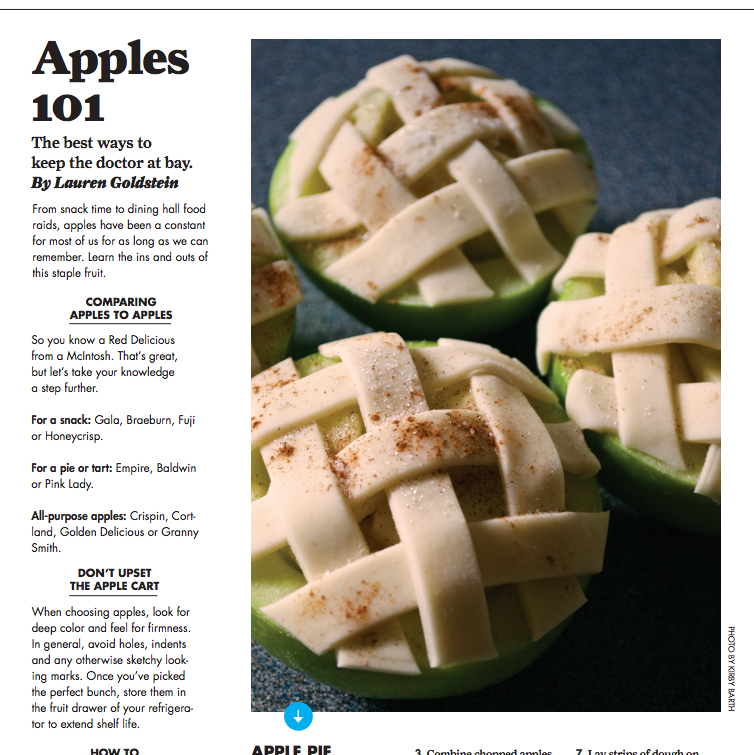 Apples
101
The best ways to
keep the doctor at bay.
By Lauren Goldstein
From snack time to dining hall food
raids, apples have been a constant
for most of us for as long as we can
remember. Learn the ins and outs of
this staple fruit.
COMPARING
APPLES TO APPLES
So you know a Red Delicious
from a McIntosh. That's great,
but let's take your knowledge
a step further.
For a snack: Gala, Braeburn, Fuji
or Honeycrisp.
For a pie or tart: Empire, Baldwin
or Pink Lady.
All-purpose apples: Crispin, Cort-
land, Golden Delicious or Granny
Smith.
DON'T UPSET
THE APPLE CART
When choosing apples, look for
deep color and feel for firmness.
In general, avoid holes, indents
and any otherwise sketchy look-
ing marks. Once you've picked
the perfect bunch, store them in
the fruit drawer of your refrigera-
tor to extend shelf life.
HOW TO
PHOTO BY KIRBY BARTH
APPLE PIE
3. Combine chopped apples,
7. Lay strips of dough on